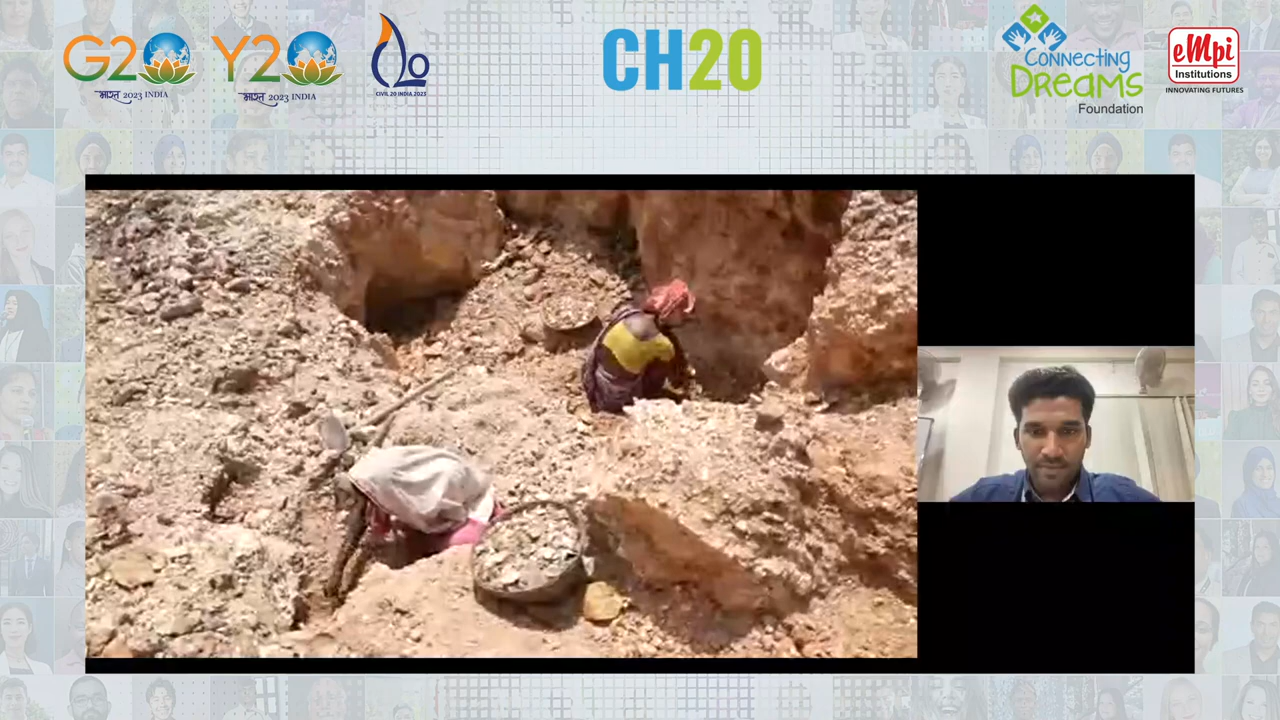 G20
भारत 2023 INDIA
Y20
भारत 2023 INDIA
C20
CIVIL 20 INDIA 2023
CH20
CONNECTING
DREAMS
Foundation
eMpi
Institutions
INNOVATING FUTURES